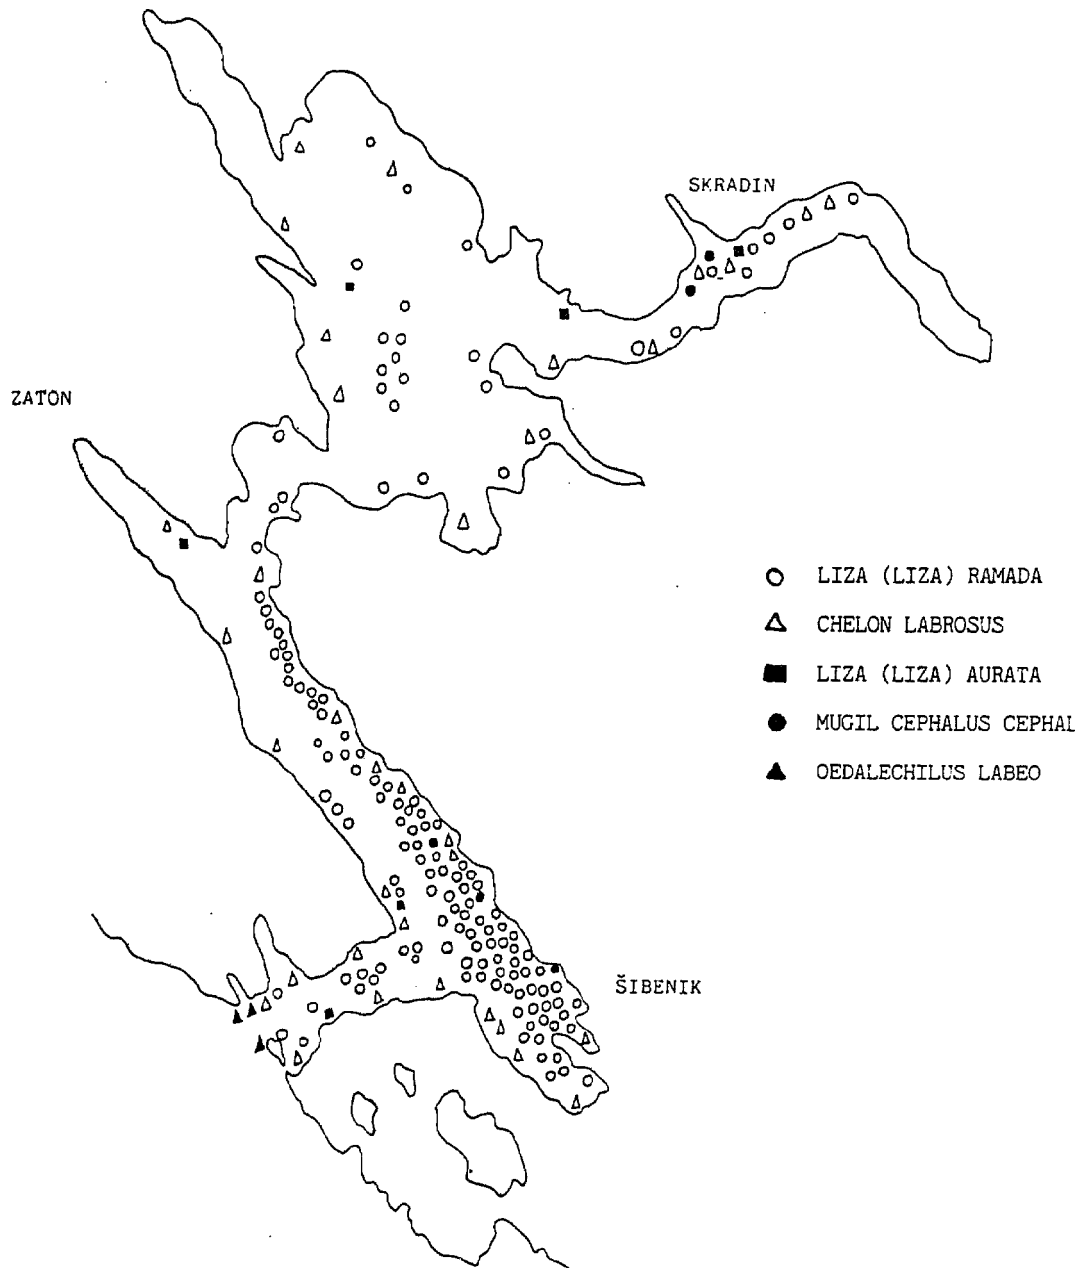 SKRADIN
ZATON
LIZA (LIZA) RAMADA
CHELON LABROSUS
LIZA (LIZA) AURATA
MUGIL CEPHALUS CEPHAL
OEDALECHILUS LABEO
ŠIBENIK